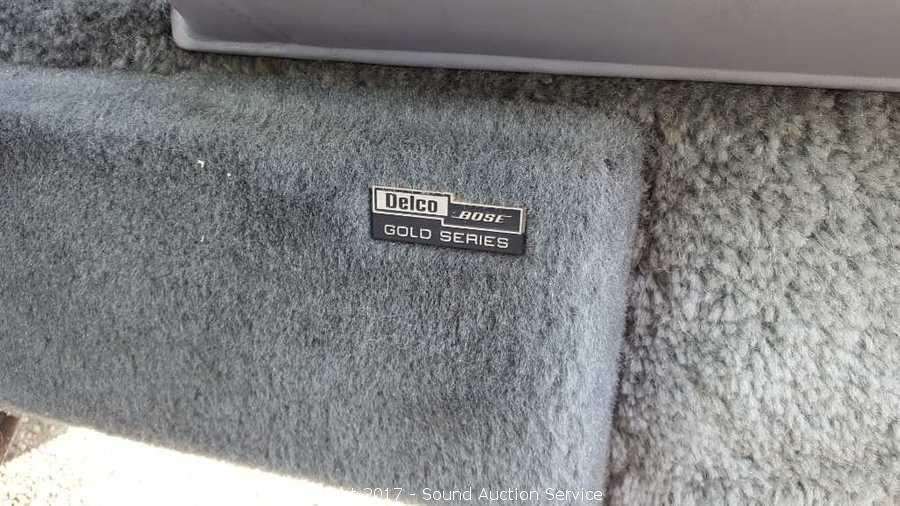 Delco
BOSE
GOLD SERIES
2017 - Sound Auction Service